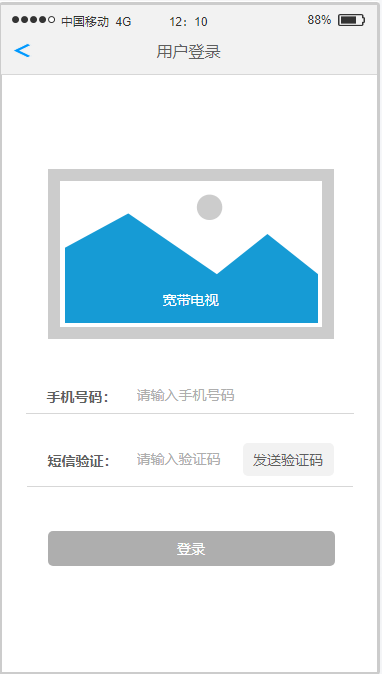 中国移动 4G 12：10 88%
用户登录
宽带电视
手机号码： 请输入手机号码
短信验证： 请输入验证码 发送验证码
登录